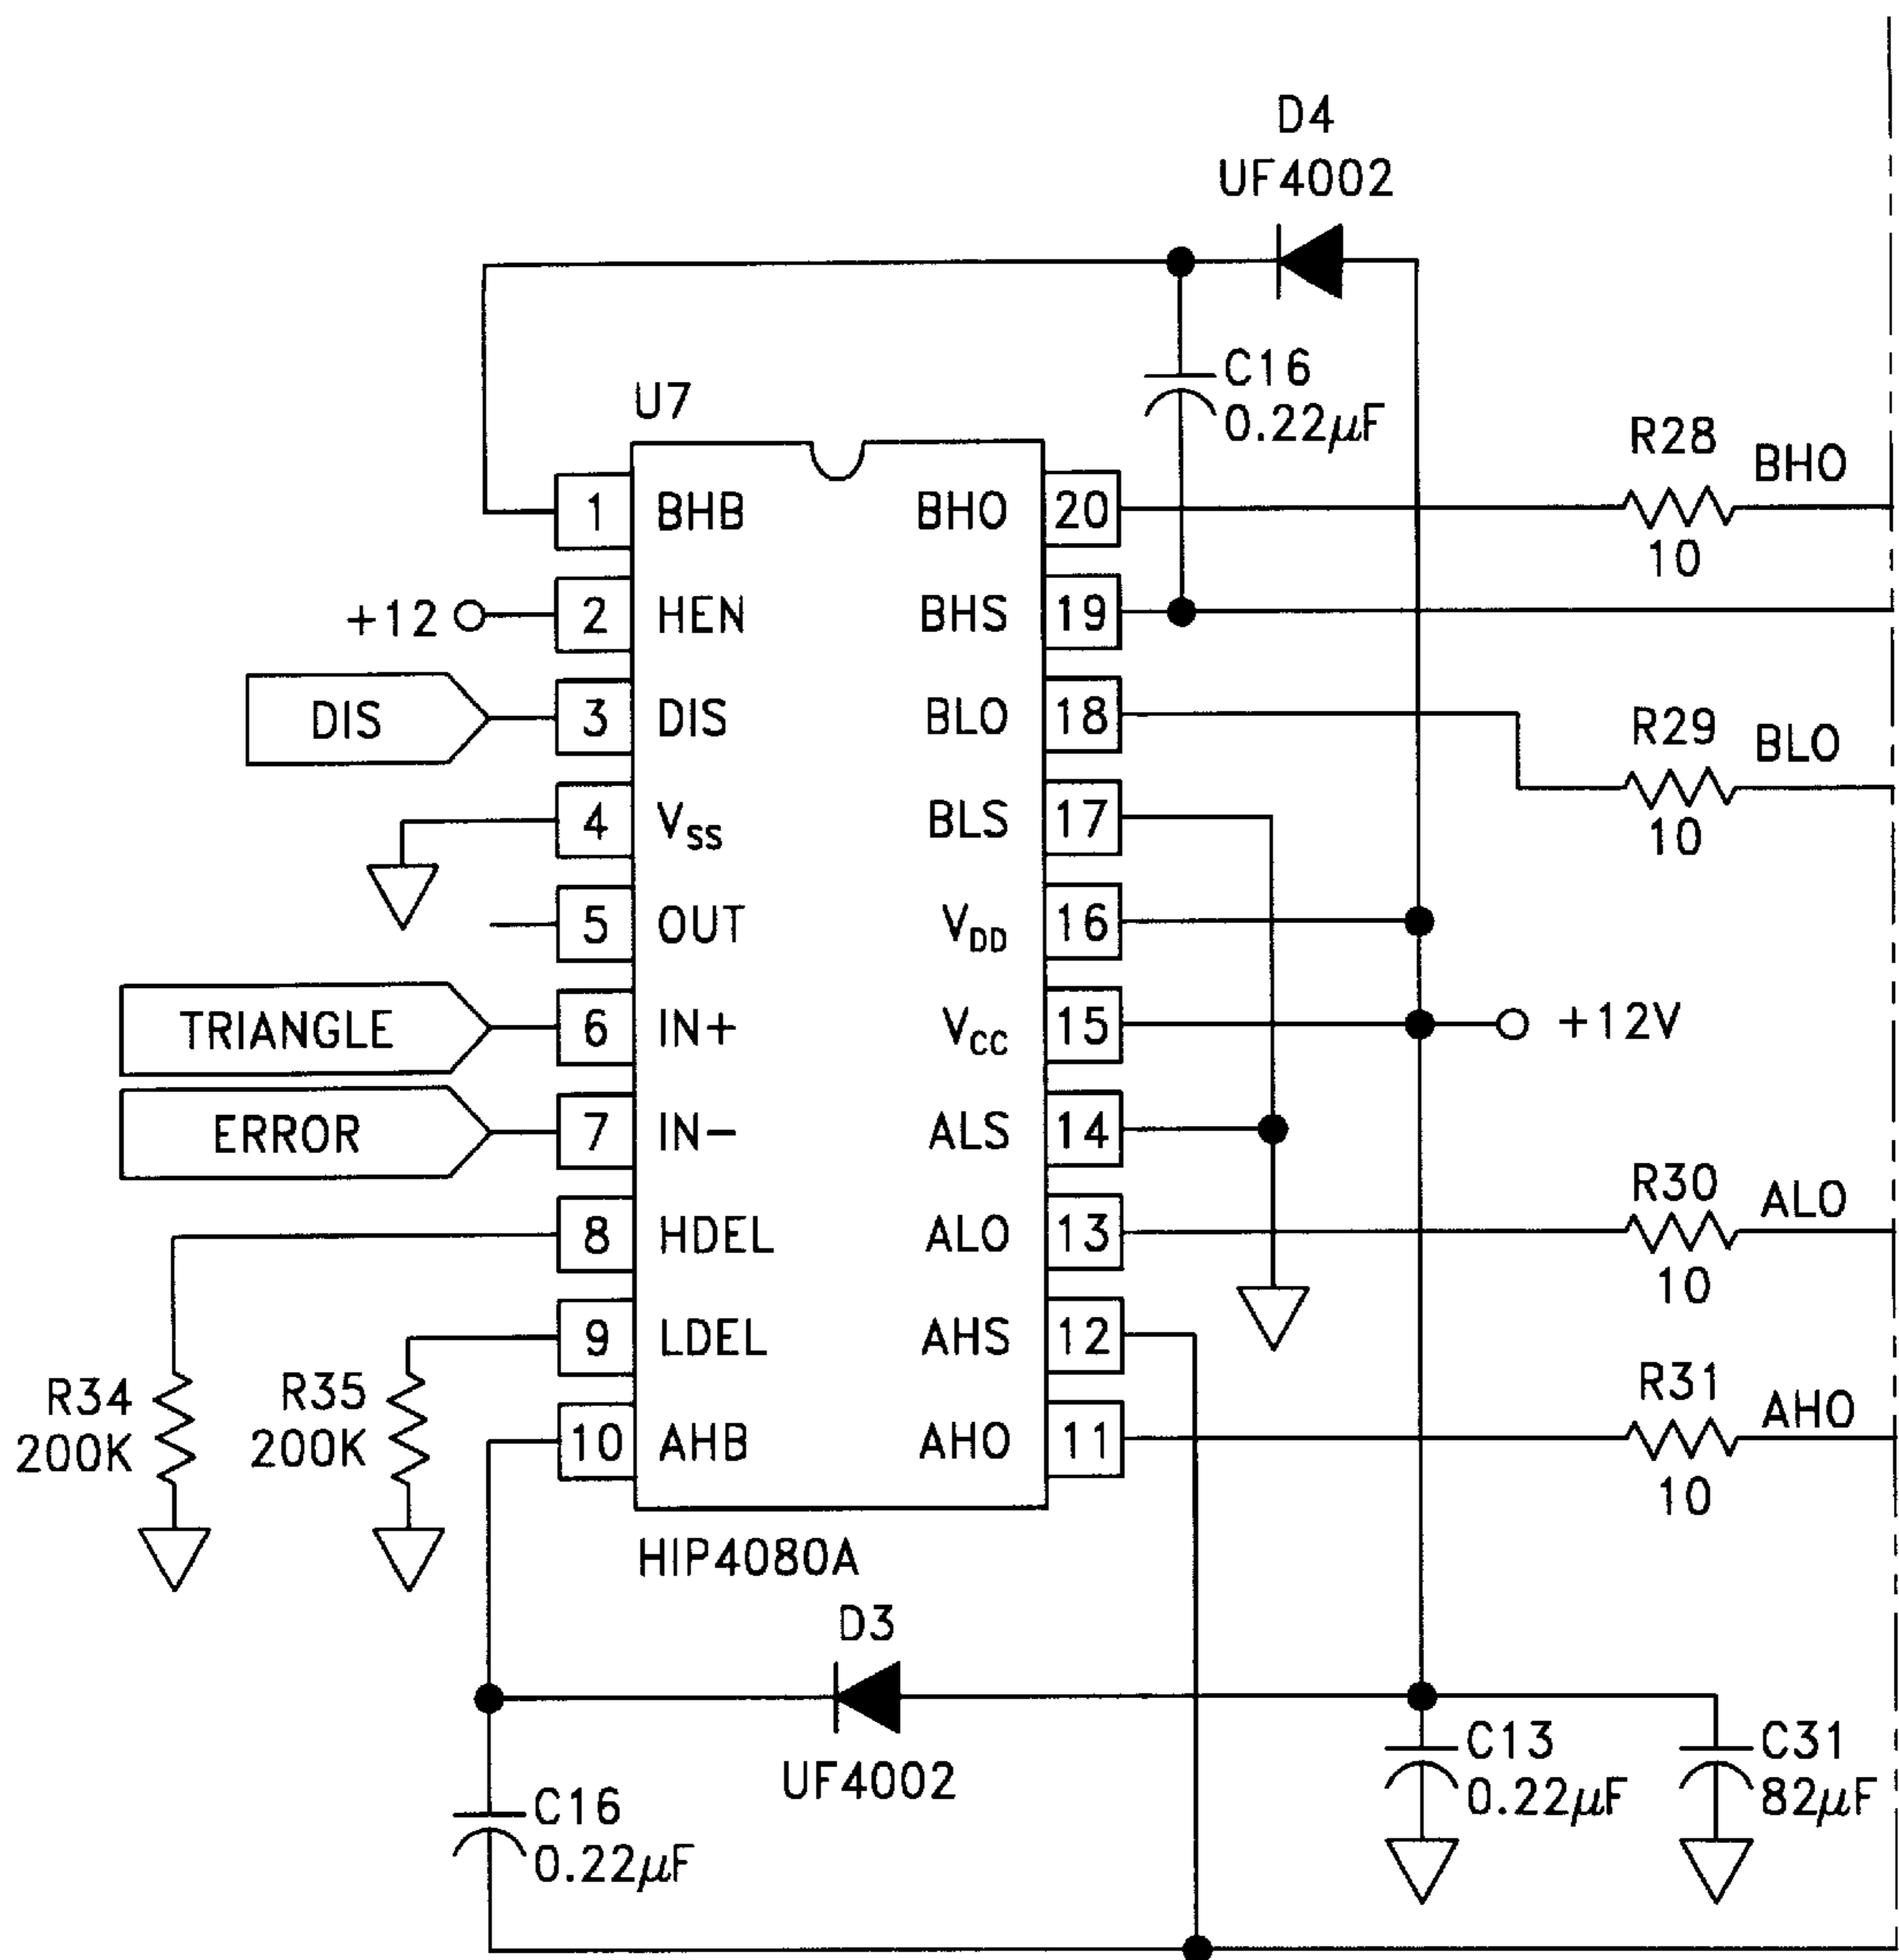 D4
UF4002
C16
0.22μF
U7
R28 BHO
10
1 BHB BHO 20
+12 2 HEN BHS 19
DIS 3 DIS BLO 18
R29 BLO
10
4 VSS BLS 17
5 OUT VDD 16
TRIANGLE 6 IN+ VCC 15 +12V
ERROR 7 IN- ALS 14
R30 ALO
10
8 HDEL ALO 13
9 LDEL AHS 12
R34
200K
R35
200K
10 AHB AHO 11
R31 AHO
10
HIP4080A
D3
UF4002
C16
0.22μF
C13
0.22μF
C31
82μF